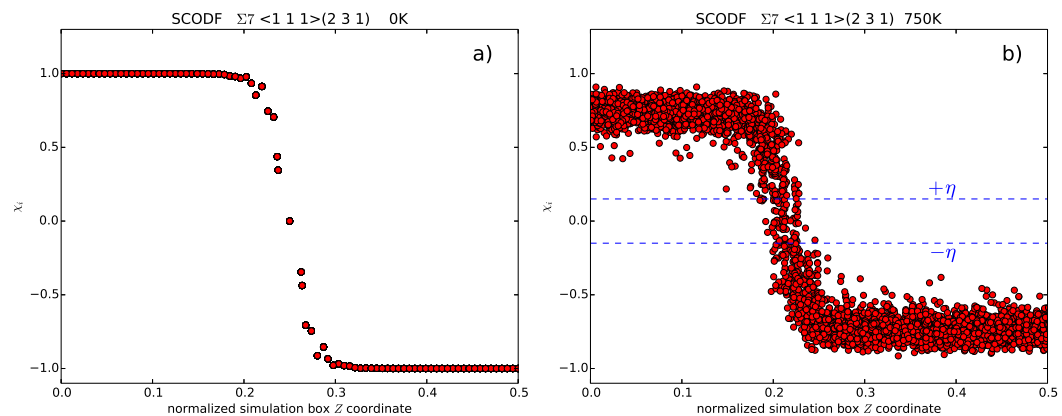 SCODF Σ7 <1 1 1>(2 3 1) 0K
a)
1.0
0.5
0.0
−0.5
−1.0
χi
0.0 0.1 0.2 0.3 0.4 0.5
normalized simulation box Z coordinate
SCODF Σ7 <1 1 1>(2 3 1) 750K
b)
1.0
0.5
0.0
−0.5
−1.0
χi
+η
−η
0.0 0.1 0.2 0.3 0.4 0.5
normalized simulation box Z coordinate